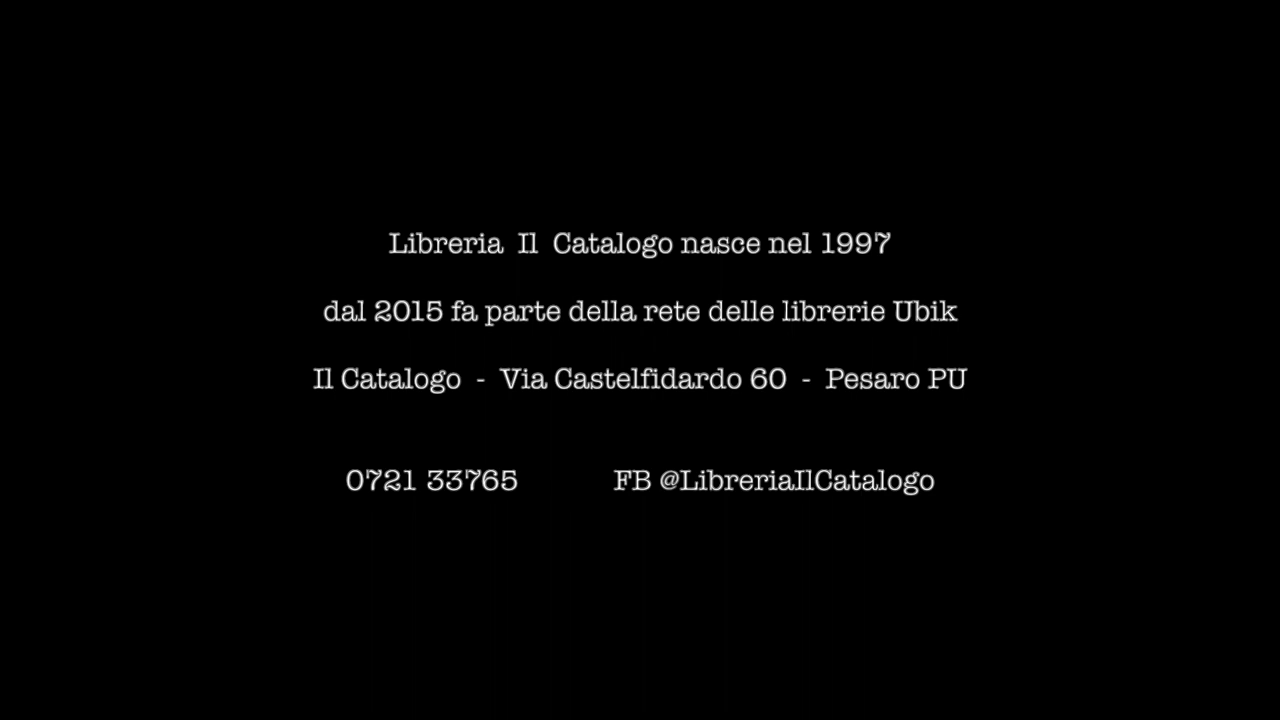 Libreria Il Catalogo nasce nel 1997
dal 2015 fa parte della rete delle librerie Ubik
Il Catalogo - Via Castelfidardo 60 - Pesaro PU
0721 33765 FB @LibreriaIlCatalogo